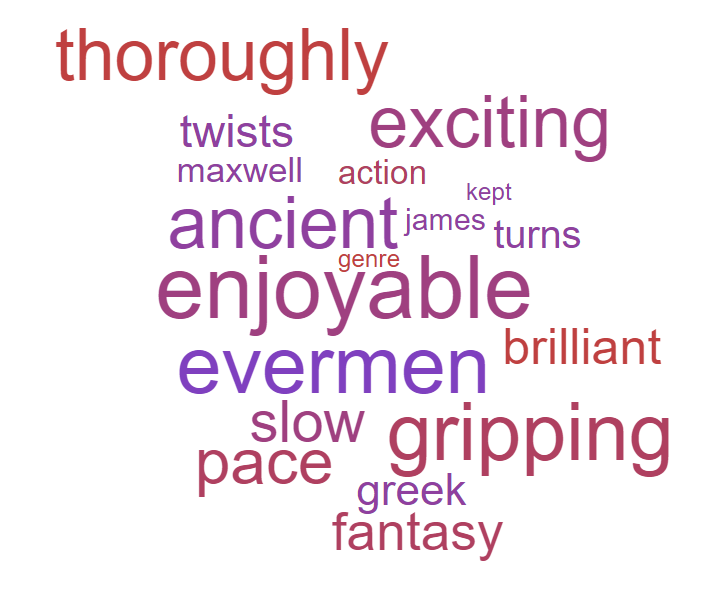 thoroughly
twists exciting
maxwell action
kept
ancient james turns
genre
enjoyable
evermen brilliant
slow gripping
pace
greek
fantasy